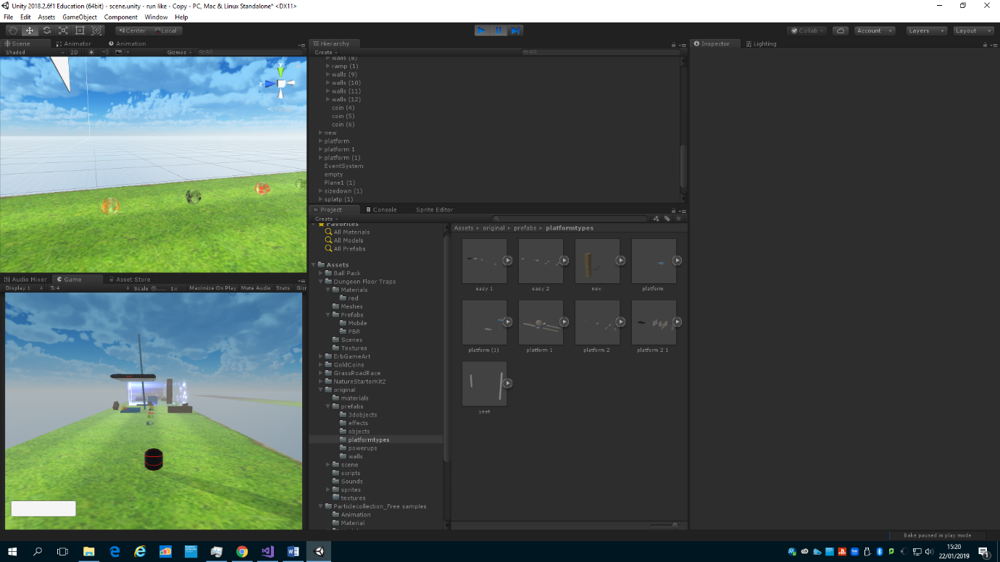 Unity 2018.2.6f1 Education (64bit) - scene.unity - run like - Copy - PC, Mac & Linux Standalone* <DX11>
File Edit Assets GameObject Component Window Help
Center Local
Collab Account Layers Layout
Scene Animator Animation
Shaded 2D Gizmos All
y
z
Audio Mixer Game Asset Store
Display 1 5:4 Scale 1x Maximize On Play Mute Audio Stats Giz
Hierarchy
Create All
walls (8)
ramp (1)
walls (9)
walls (10)
walls (11)
walls (12)
coin (4)
coin (5)
coin (6)
new
platform
platform 1
platform (1)
EventSystem
empty
Plane1 (1)
sizedown (1)
splatp (1)
Project Console Sprite Editor
Create
Favorites
All Materials
All Models
All Prefabs
Assets
Ball Pack
Dungeon Floor Traps
Materials
red
Meshes
Prefabs
Mobile
PBR
Scenes
Textures
ErbGameArt
GoldCoins
GrassRoadRace
NatureStarterKit2
original
materials
prefabs
3dobjects
effects
objects
platformtypes
powerups
walls
scene
scripts
Sounds
sprites
textures
Particlecollection_Free samples
Animation
Material
Assets original prefabs platformtypes
easy 1 easy 2 new platform
platform (1) platform 1 platform 2 platform 2 1
yeet
Inspector Lighting
Bake paused in play mode
15:20
22/01/2019
1